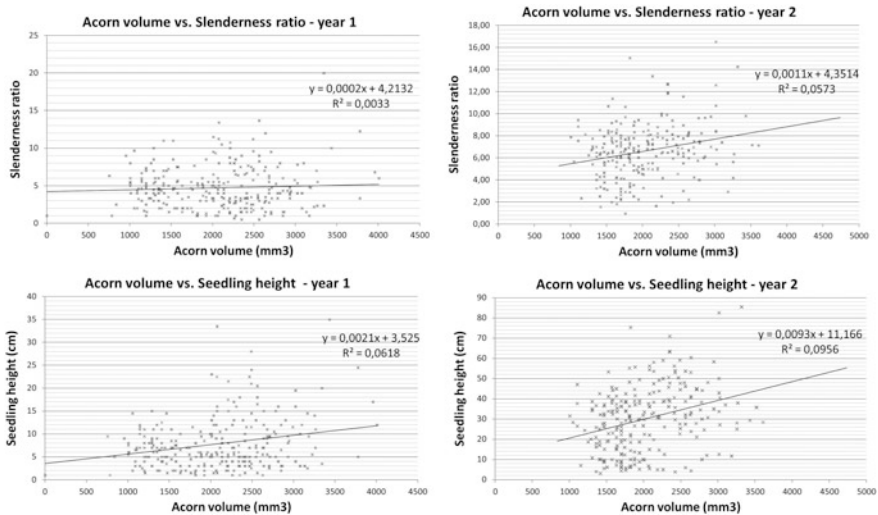 Acorn volume vs. Slenderness ratio - year 1
25
20
15
10
5
0
Slenderness ratio
y = 0,0002x + 4,2132
R² = 0,0033
0 500 1000 1500 2000 2500 3000 3500 4000 4500
Acorn volume (mm3)
Acorn volume vs. Slenderness ratio - year 2
18,00
16,00
14,00
12,00
10,00
8,00
6,00
4,00
2,00
0,00
Slenderness ratio
y = 0,0011x + 4,3514
R² = 0,0573
0 500 1000 1500 2000 2500 3000 3500 4000 4500 5000
Acorn volume (mm3)
Acorn volume vs. Seedling height - year 1
40
35
30
25
20
15
10
5
0
Seedling height (cm)
y = 0,0021x + 3,525
R² = 0,0618
0 500 1000 1500 2000 2500 3000 3500 4000 4500
Acorn volume (mm3)
Acorn volume vs. Seedling height - year 2
90
80
70
60
50
40
30
20
10
0
Seedling height (cm)
y = 0,0093x + 11,166
R² = 0,0956
0 500 1000 1500 2000 2500 3000 3500 4000 4500 5000
Acorn volume (mm3)